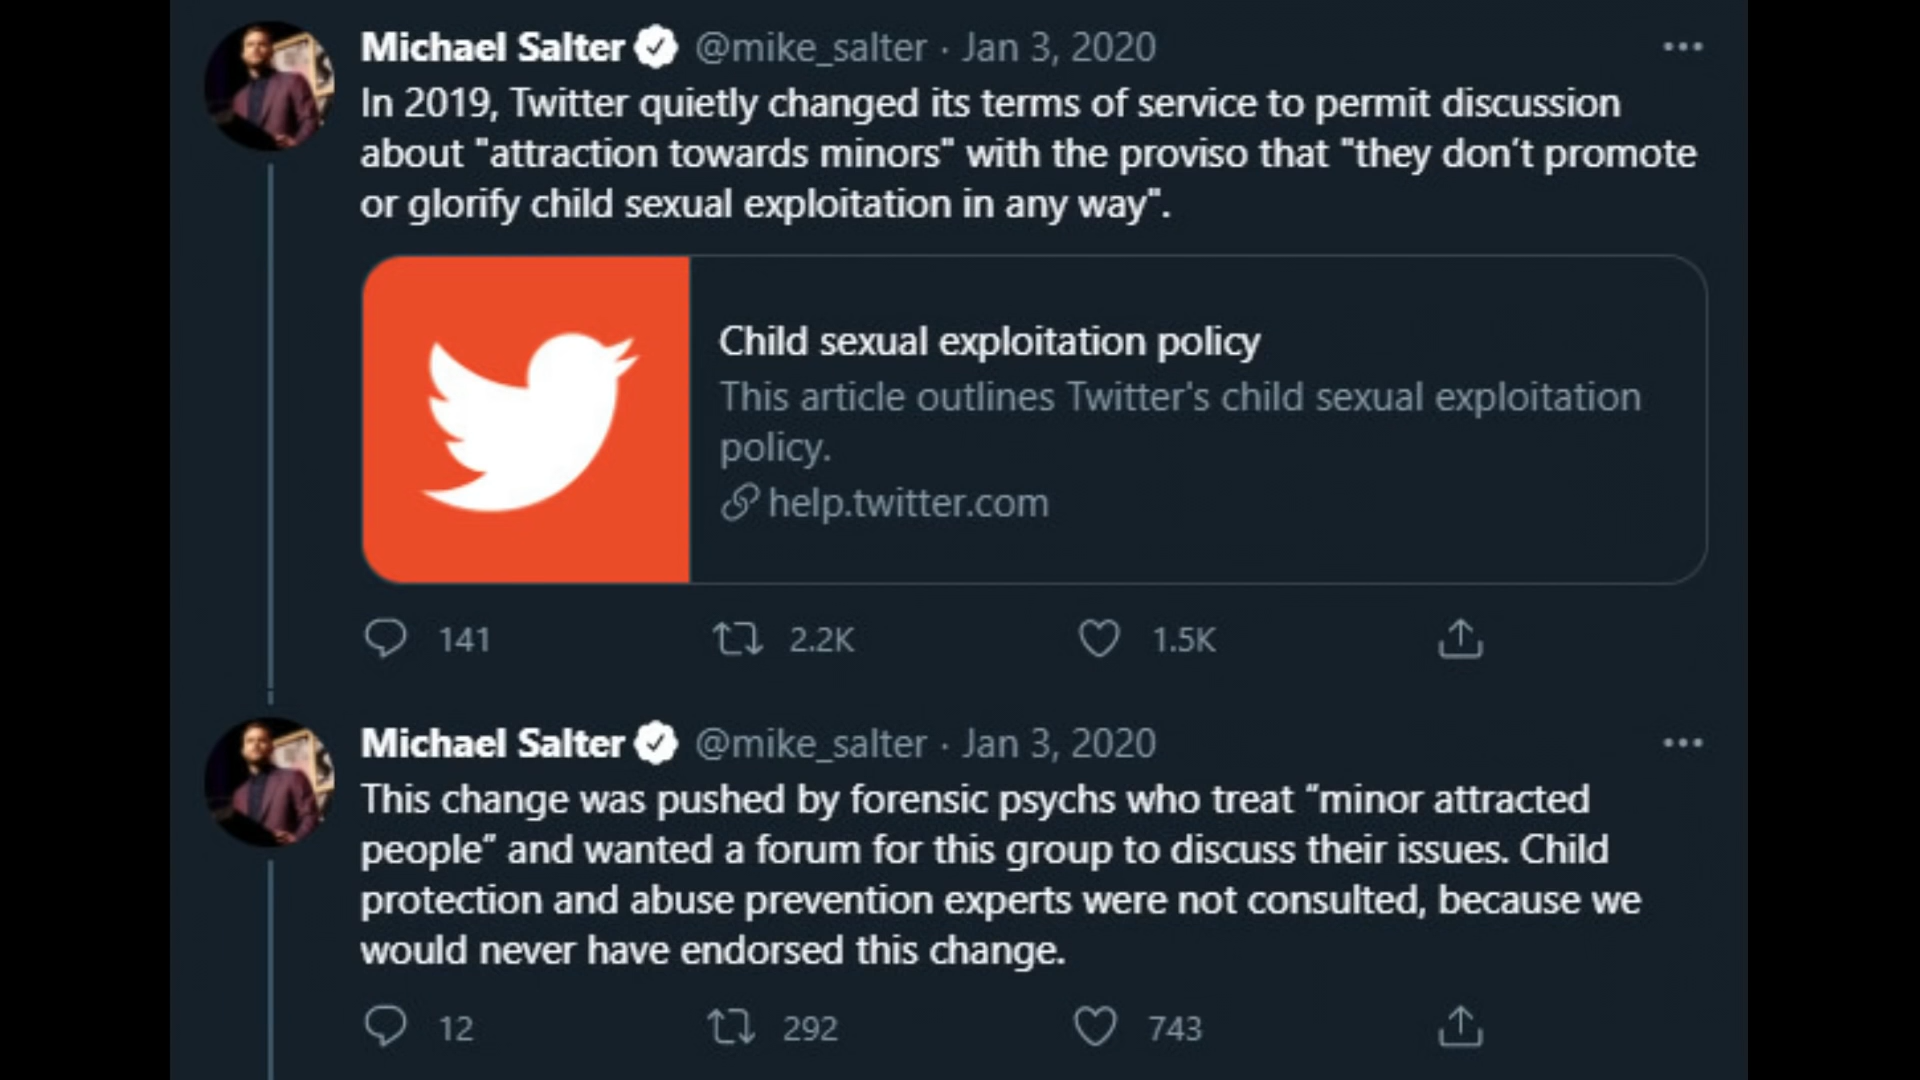 Michael Salter @mike_salter · Jan 3, 2020
In 2019, Twitter quietly changed its terms of service to permit discussion
about "attraction towards minors" with the proviso that "they don’t promote
or glorify child sexual exploitation in any way".
Child sexual exploitation policy
This article outlines Twitter's child sexual exploitation
policy.
help.twitter.com
141 2.2K 1.5K
Michael Salter @mike_salter · Jan 3, 2020
This change was pushed by forensic psychs who treat “minor attracted
people” and wanted a forum for this group to discuss their issues. Child
protection and abuse prevention experts were not consulted, because we
would never have endorsed this change.
12 292 743